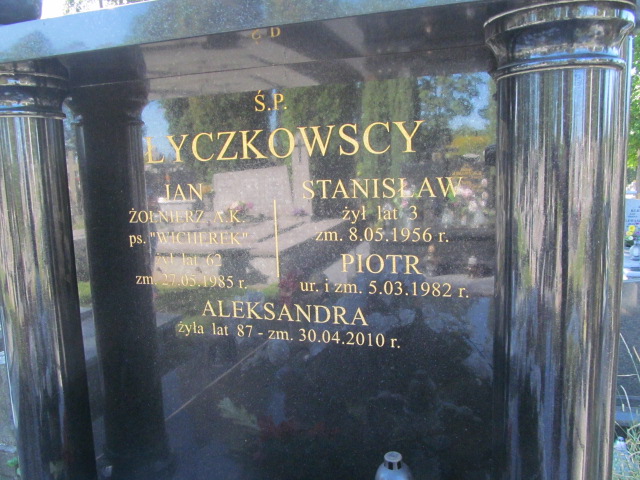 Ś.P.
ŁYCZKOWSCY
JAN
ŻOŁNIERZ A.K.
ps. "WICHEREK"
żył lat 62
zm. 27.05.1985 r.
STANISŁAW
żył lat 3
zm. 8.05.1956 r.
PIOTR
ur. i zm. 5.03.1982 r.
ALEKSANDRA
żyła lat 87 - zm. 30.04.2010 r.